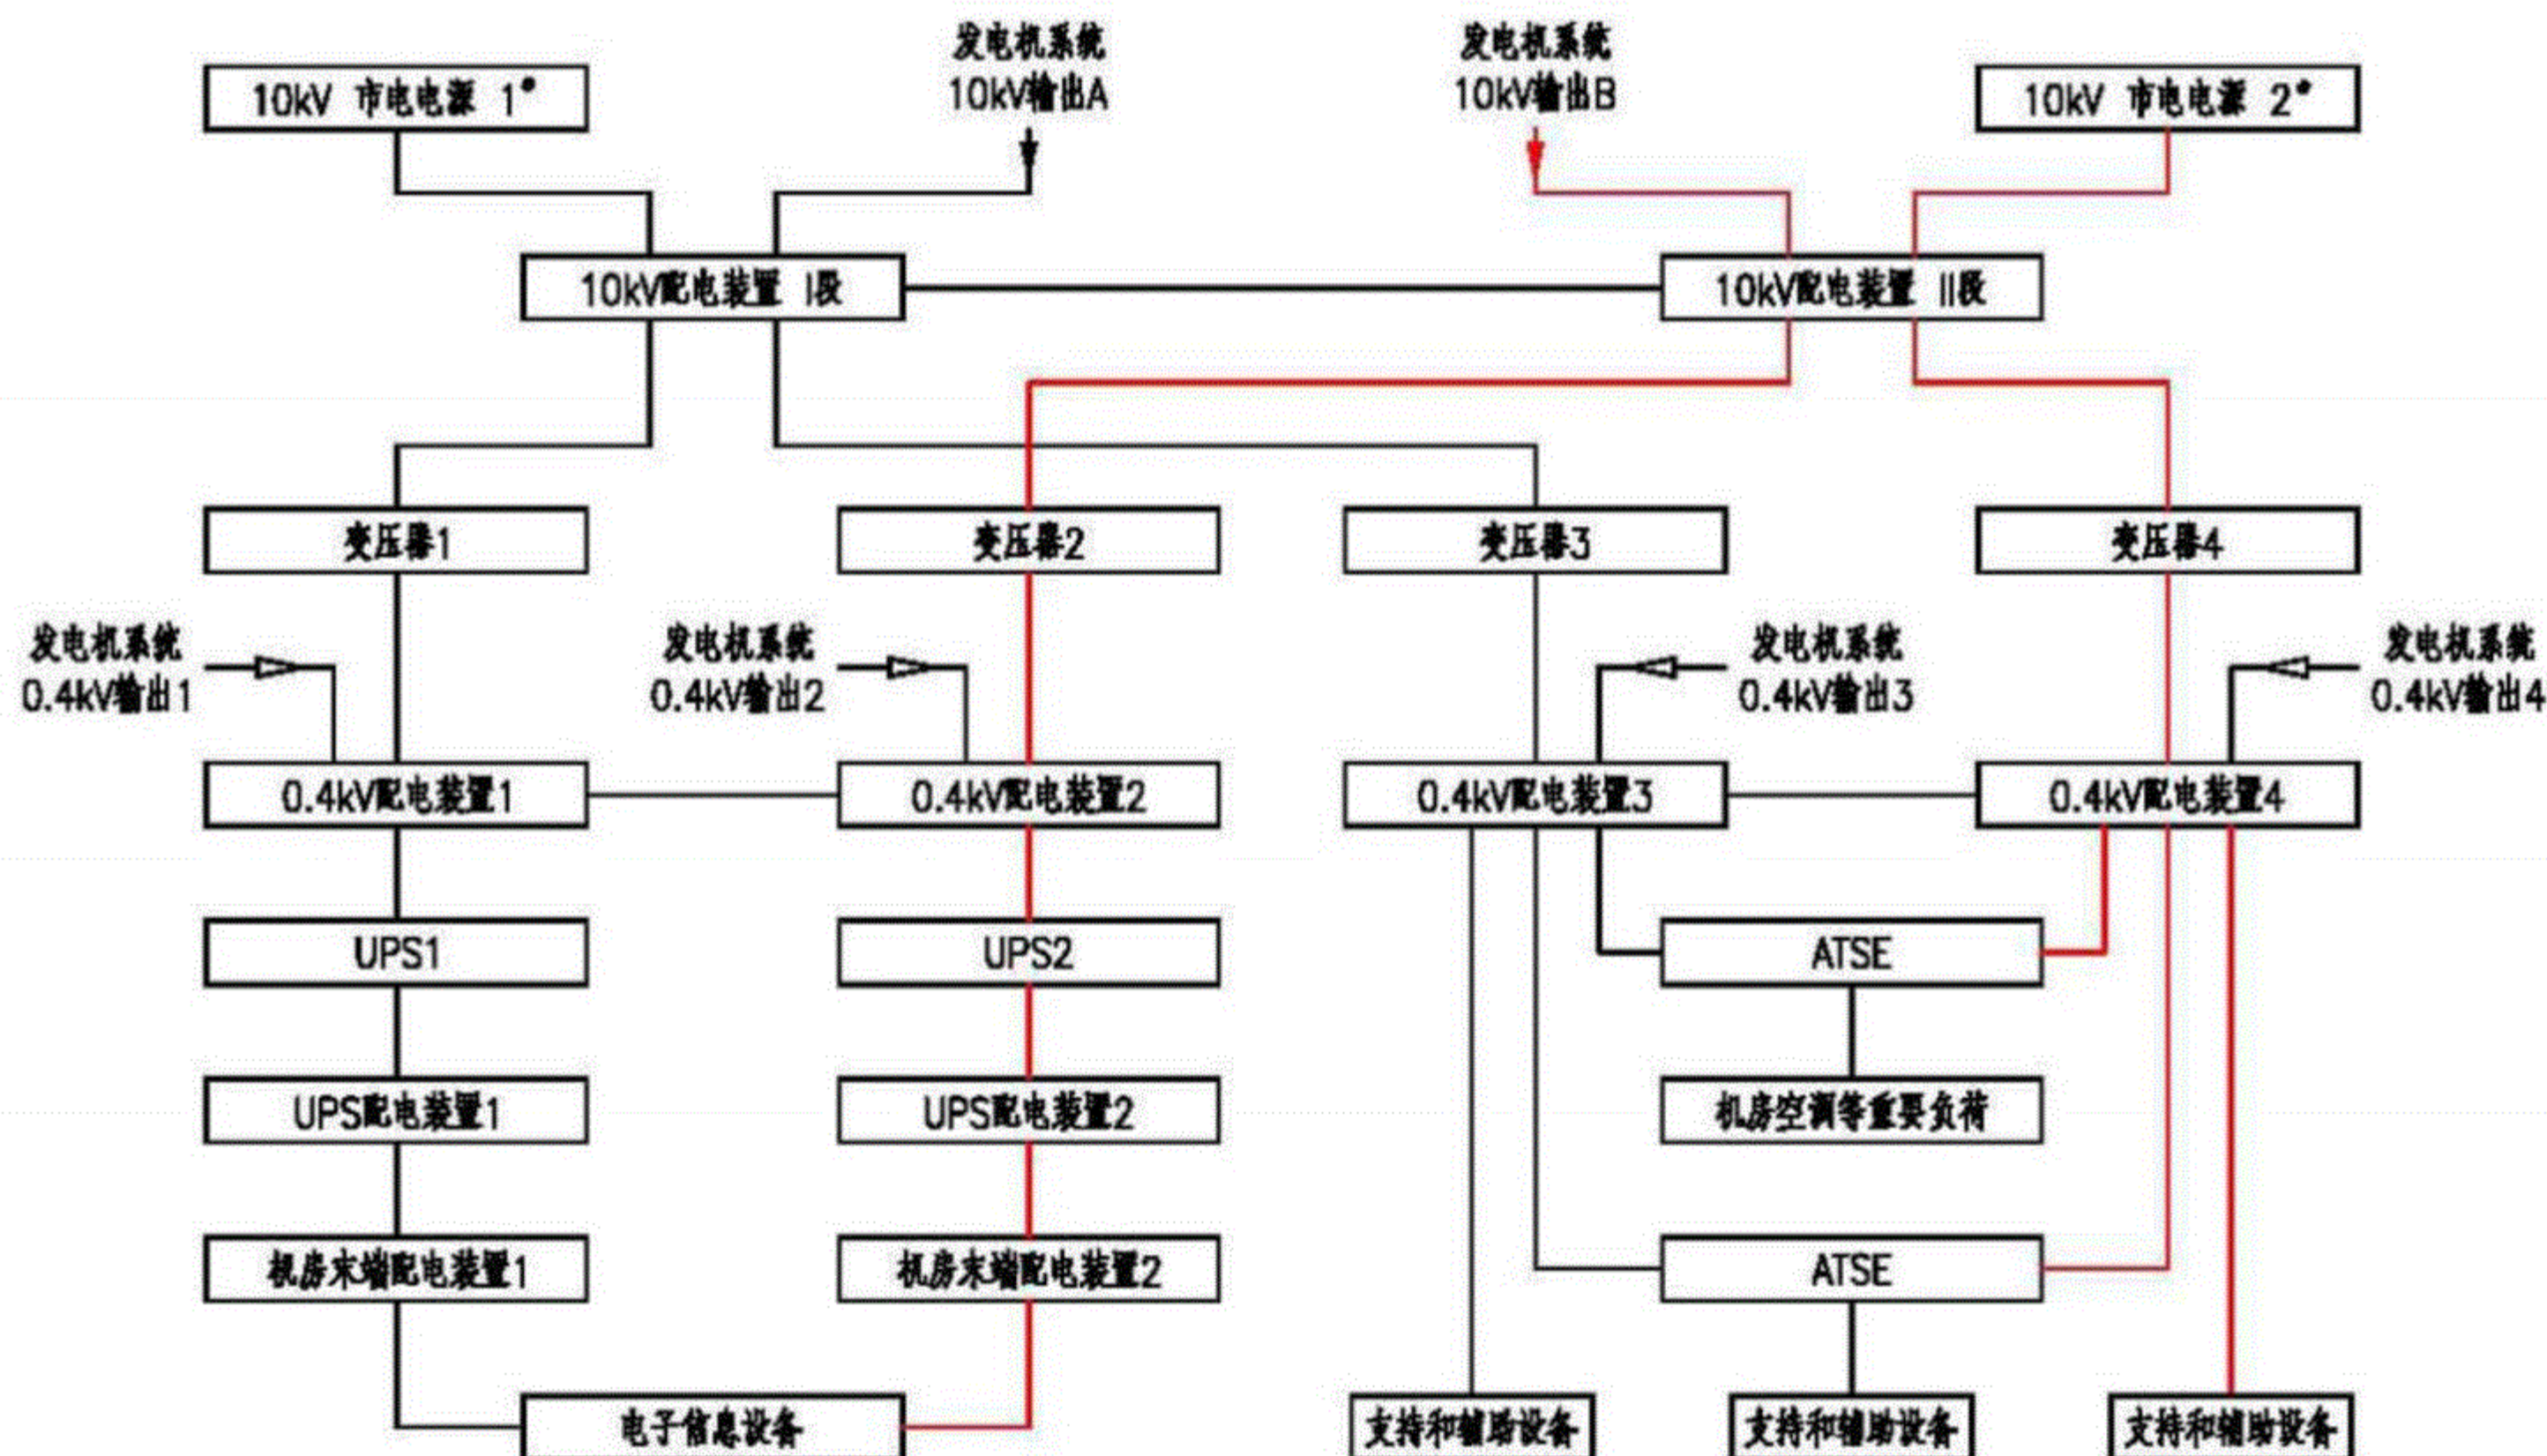 10kV 市电电源 1#
发电机系统
10kV输出A
发电机系统
10kV输出B
10kV 市电电源 2#
10kV配电装置 I段
10kV配电装置 II段
变压器1
变压器2
变压器3
变压器4
发电机系统
0.4kV输出1
发电机系统
0.4kV输出2
发电机系统
0.4kV输出3
发电机系统
0.4kV输出4
0.4kV配电装置1
0.4kV配电装置2
0.4kV配电装置3
0.4kV配电装置4
UPS1
UPS2
ATSE
UPS配电装置1
UPS配电装置2
机房空调等重要负荷
机房末端配电装置1
机房末端配电装置2
ATSE
电子信息设备
支持和辅助设备
支持和辅助设备
支持和辅助设备